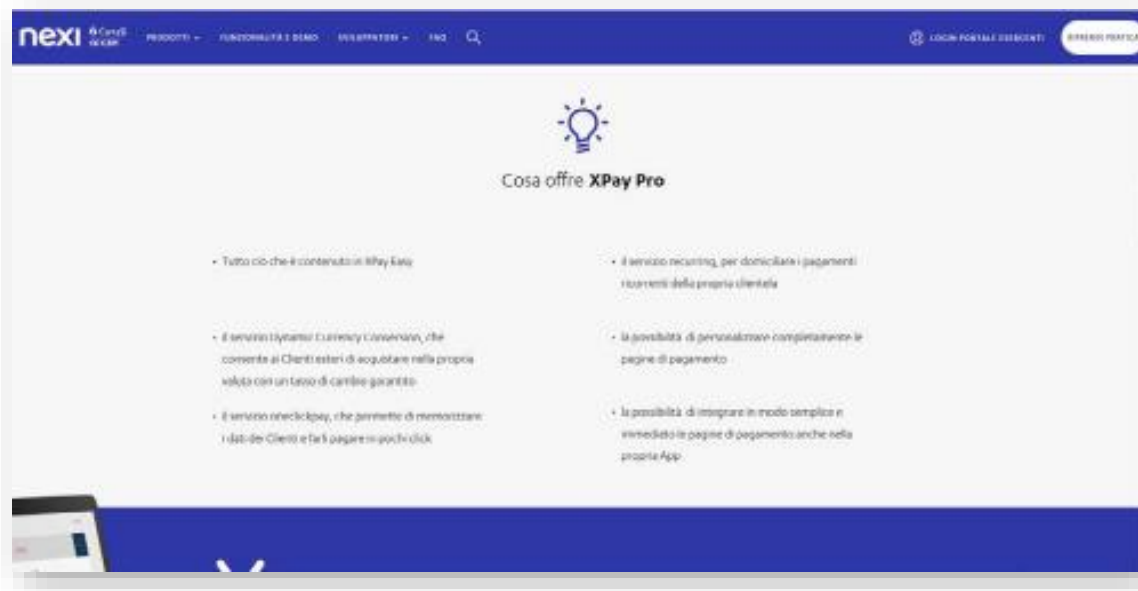 nexi
PRODOTTI
FUNZIONALITÀ E DEMO
SVILUPPATORI
FAQ
LOGIN PORTALE ESERCENTI
RIPRENDI PRATICA
Cosa offre XPay Pro
• Tutto ciò che è contenuto in XPay Easy
• il servizio Dynamic Currency Conversion, che
consente ai Clienti esteri di acquistare nella propria
valuta con un tasso di cambio garantito
• il servizio oneclickpay, che permette di memorizzare
i dati dei Clienti e farli pagare in pochi click
• il servizio recurring, per domiciliare i pagamenti
ricorrenti della propria clientela
• la possibilità di personalizzare completamente le
pagine di pagamento
• la possibilità di integrare in modo semplice e
immediato le pagine di pagamento anche nella
propria App